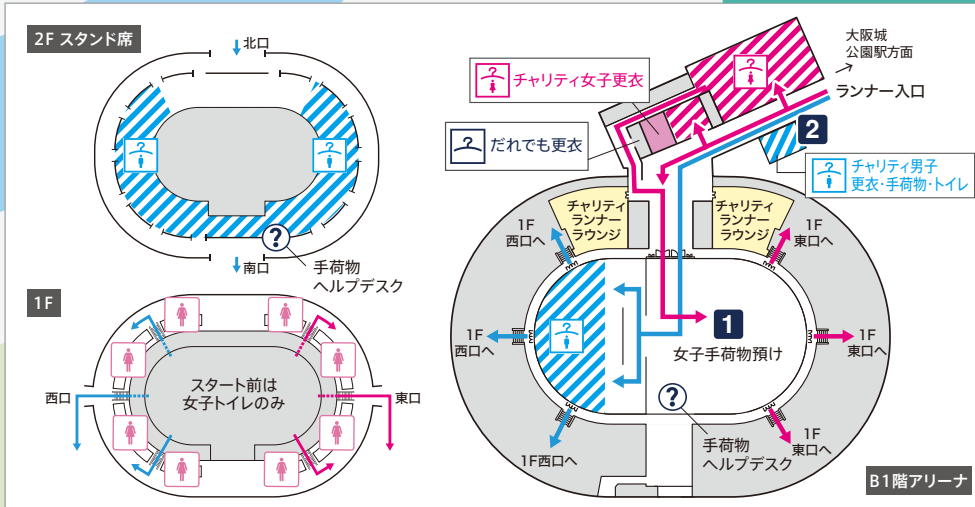 2F スタンド席
北口
南口
?
手荷物
ヘルプデスク
1F
スタート前は
女子トイレのみ
西口
東口
大阪城
公園駅方面
ランナー入口
チャリティ女子更衣
だれでも更衣
2
チャリティ男子
更衣・手荷物・トイレ
チャリティ
ランナー
ラウンジ
チャリティ
ランナー
ラウンジ
1F
西口へ
1F
東口へ
1F
西口へ
1
女子手荷物預け
1F
東口へ
?
手荷物
ヘルプデスク
1F西口へ
1F
東口へ
B1階アリーナ